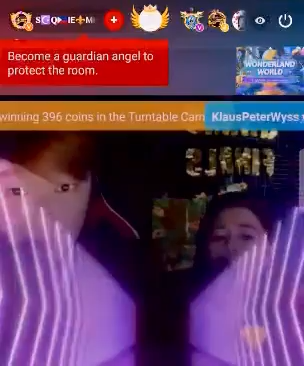 Become a guardian angel to
protect the room.
WONDERLAND
WORLD
winning 396 coins in the Turntable Cam
KlausPeterWyss